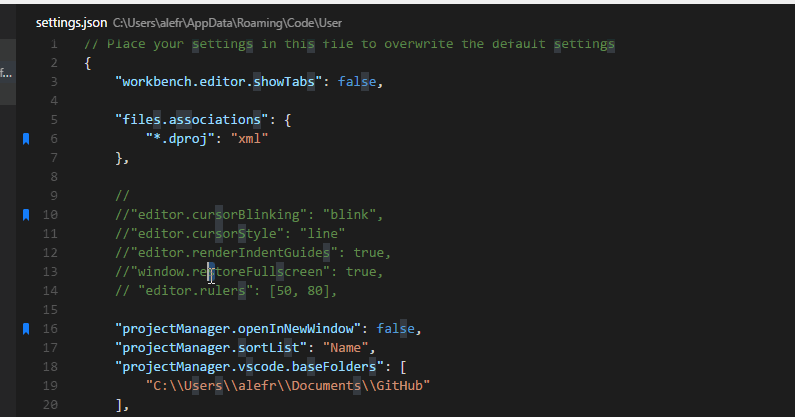 settings.json C:\Users\alefr\AppData\Roaming\Code\User
f...
1 // Place your settings in this file to overwrite the default settings
2 {
3 "workbench.editor.showTabs": false,
4
5 "files.associations": {
6 "*.dproj": "xml"
7 },
8
9 //
10 //"editor.cursorBlinking": "blink",
11 //"editor.cursorStyle": "line"
12 //"editor.renderIndentGuides": true,
13 //"window.restoreFullscreen": true,
14 // "editor.rulers": [50, 80],
15
16 "projectManager.openInNewWindow": false,
17 "projectManager.sortList": "Name",
18 "projectManager.vscode.baseFolders": [
19 "C:\\Users\\alefr\\Documents\\GitHub"
20 ],